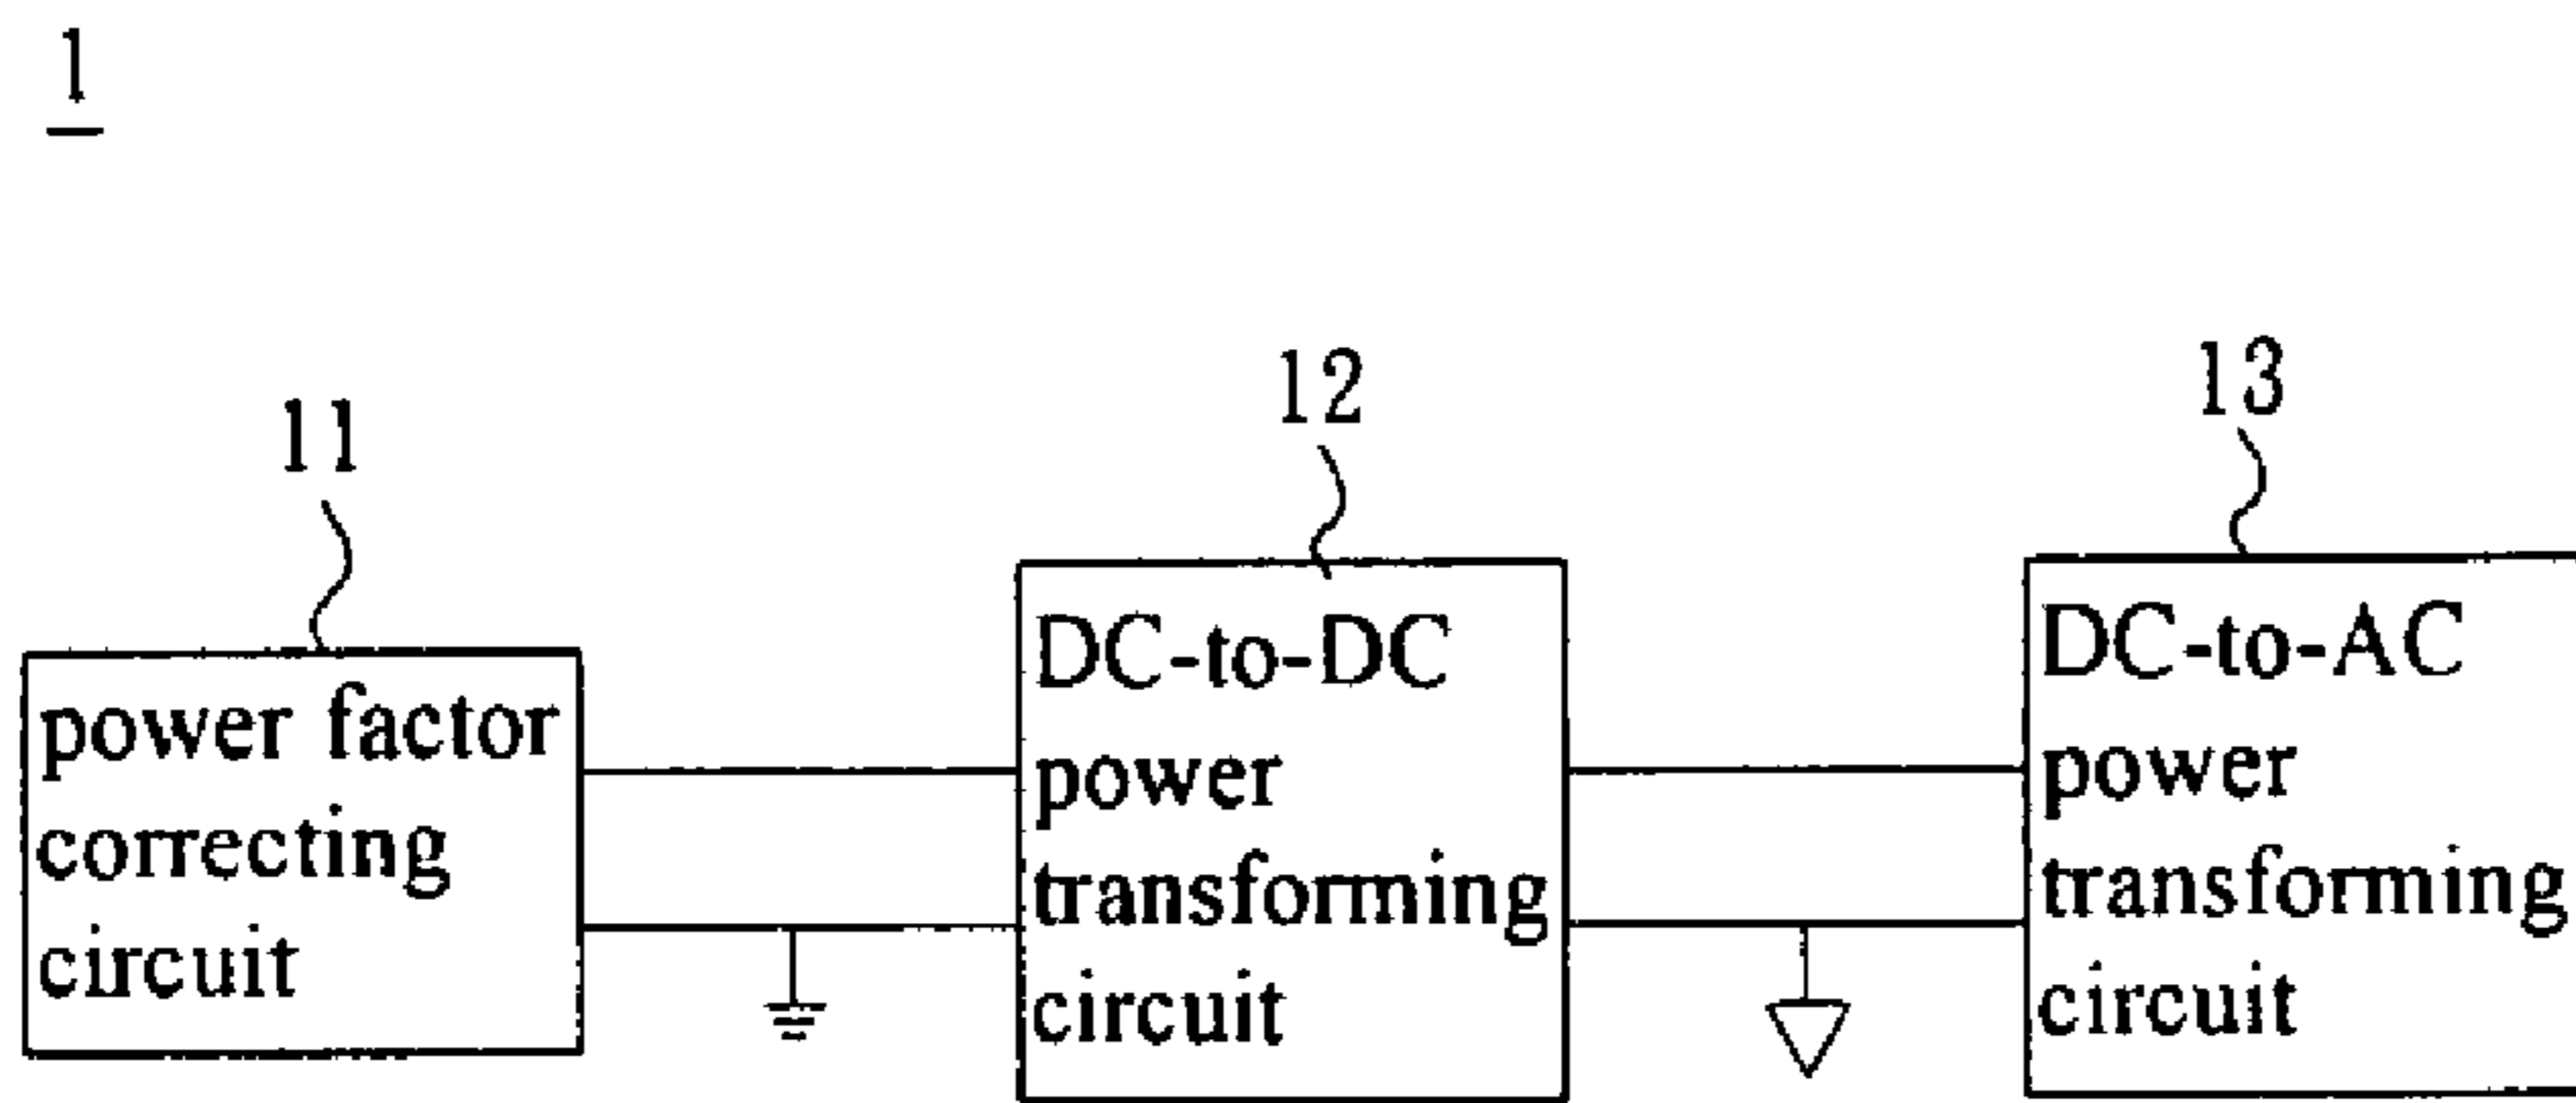 1
11
12
13
power factor
correcting
circuit
DC-to-DC
power
transforming
circuit
DC-to-AC
power
transforming
circuit